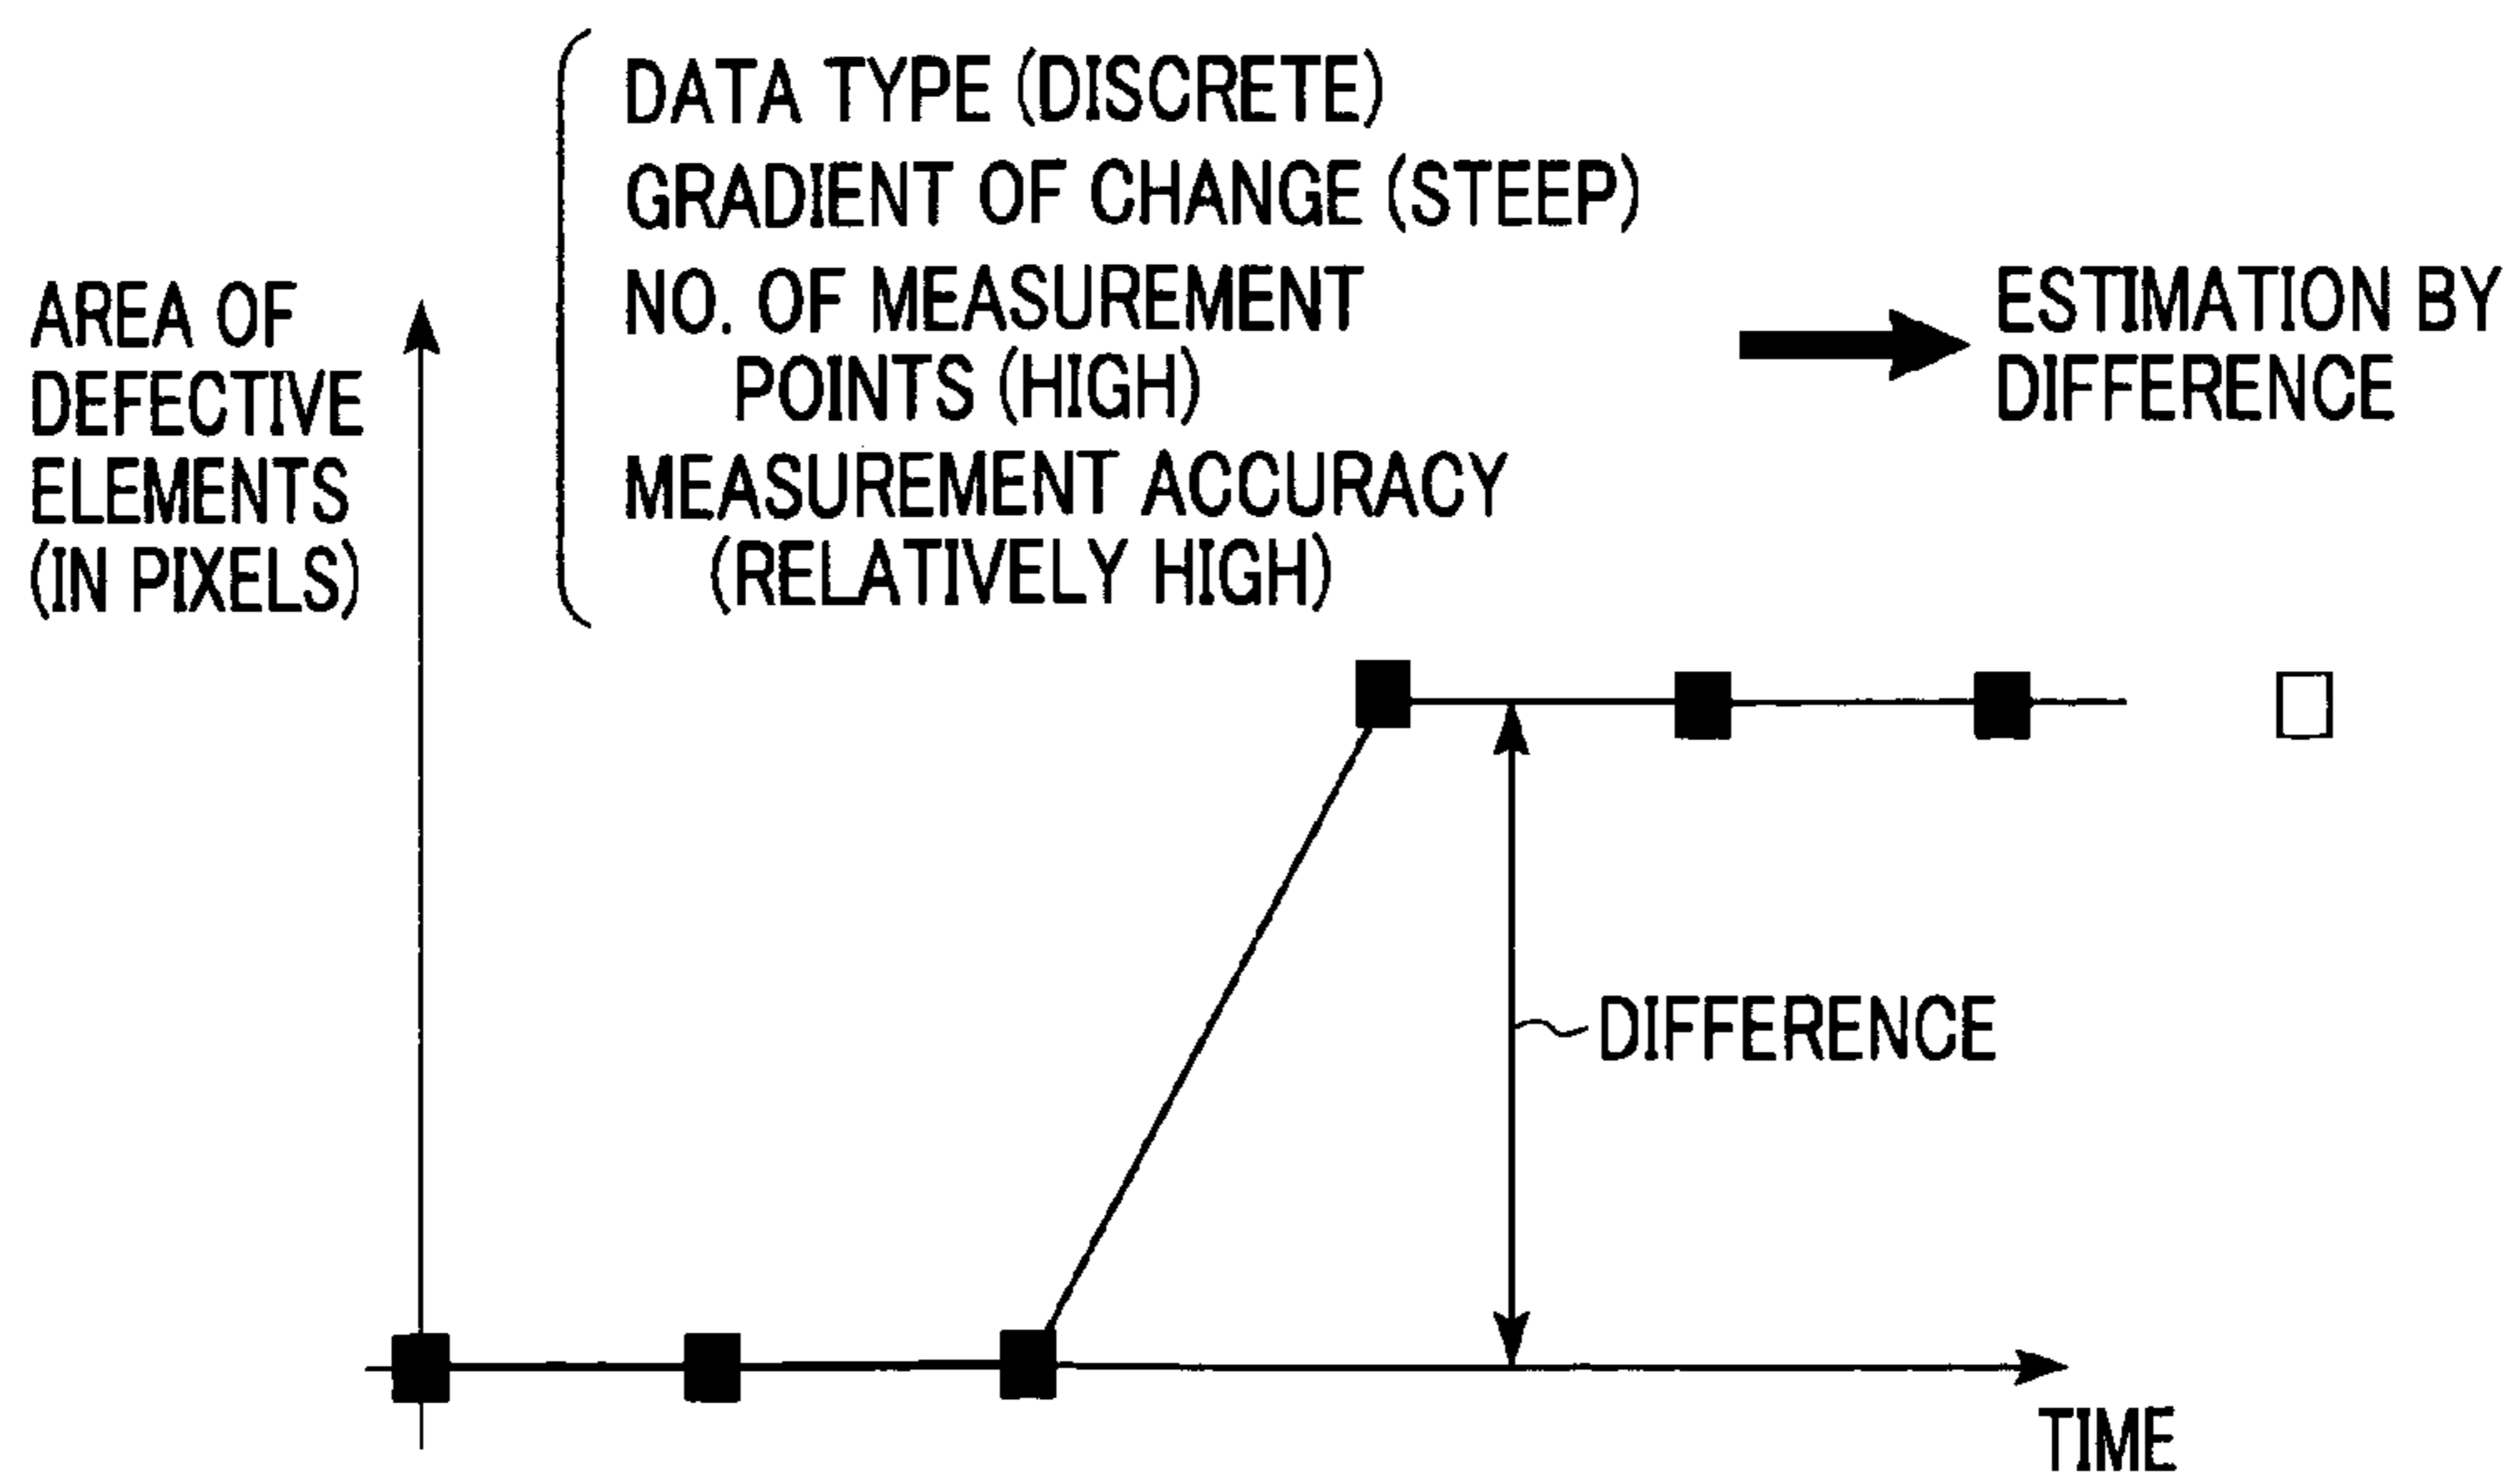 DATA TYPE (DISCRETE)
GRADIENT OF CHANGE (STEEP)
NO. OF MEASUREMENT
POINTS (HIGH)
MEASUREMENT ACCURACY
(RELATIVELY HIGH)
ESTIMATION BY
DIFFERENCE
AREA OF
DEFECTIVE
ELEMENTS
(IN PIXELS)
DIFFERENCE
TIME